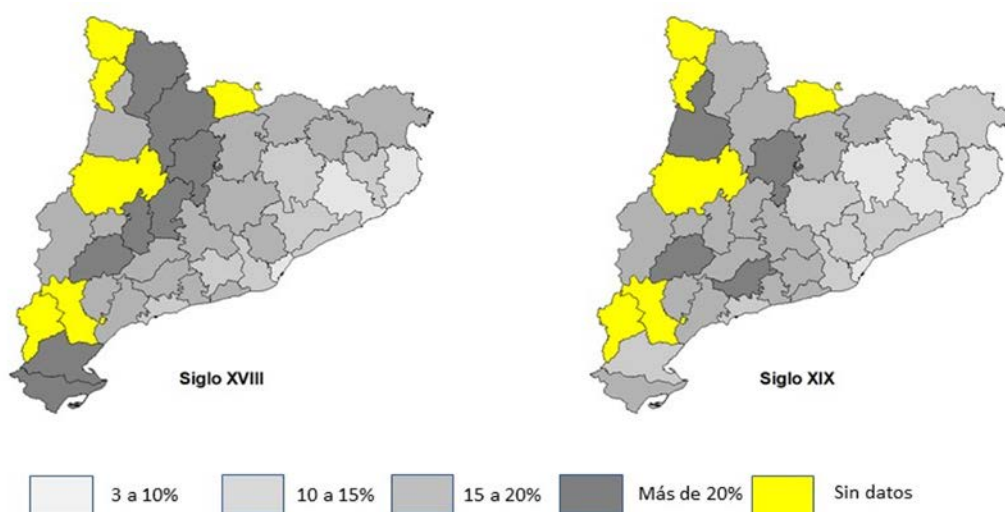 Siglo XVIII
Siglo XIX
3 a 10%
10 a 15%
15 a 20%
Más de 20%
Sin datos